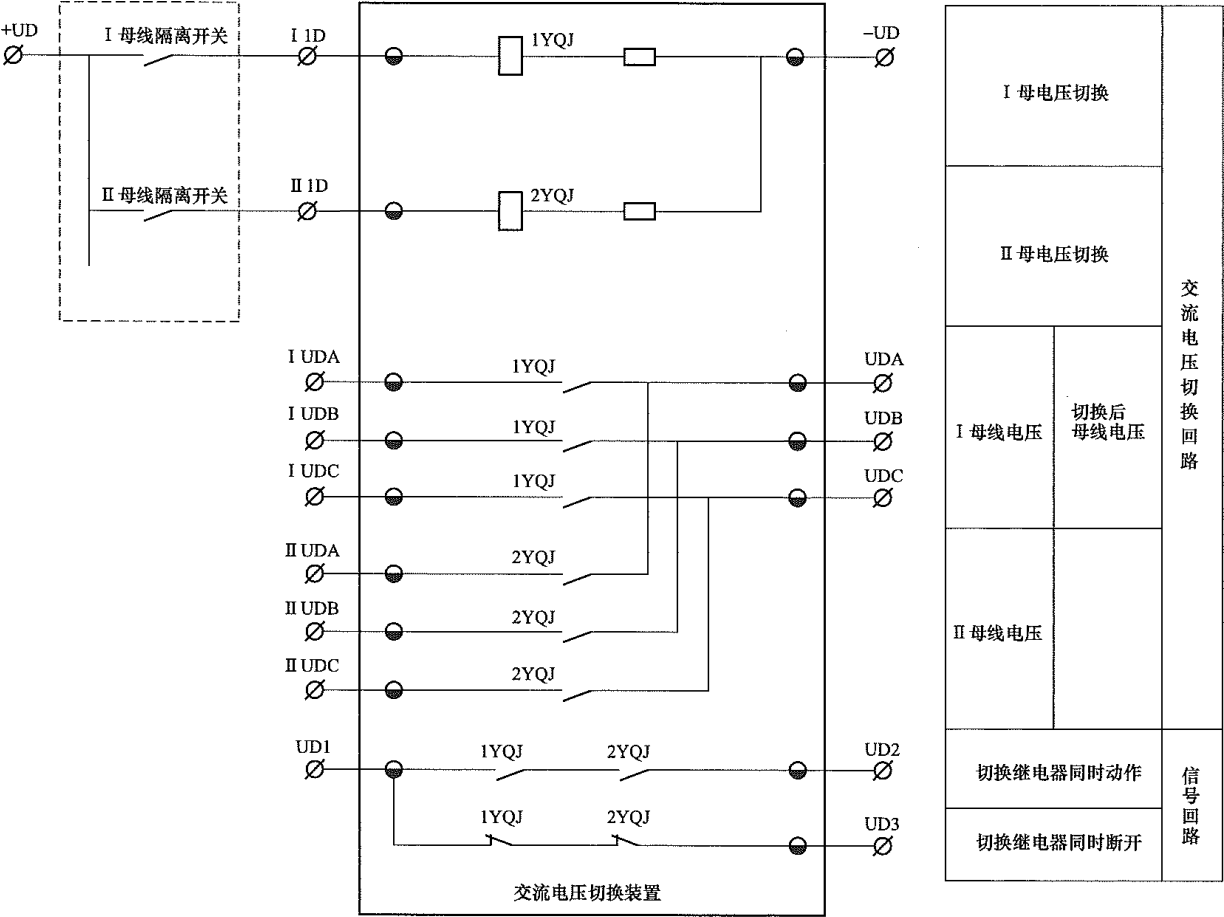 +UD
Ⅰ母线隔离开关
Ⅰ 1D
1YQJ
-UD
Ⅱ母线隔离开关
Ⅱ 1D
2YQJ
Ⅰ UDA
1YQJ
UDA
Ⅰ UDB
1YQJ
UDB
Ⅰ UDC
1YQJ
UDC
Ⅱ UDA
2YQJ
Ⅱ UDB
2YQJ
Ⅱ UDC
2YQJ
UD1
1YQJ
2YQJ
UD2
1YQJ
2YQJ
UD3
交流电压切换装置
Ⅰ母电压切换
Ⅱ母电压切换
Ⅰ母线电压
切换后
母线电压
Ⅱ母线电压
交流电压切换回路
切换继电器同时动作
切换继电器同时断开
信号回路